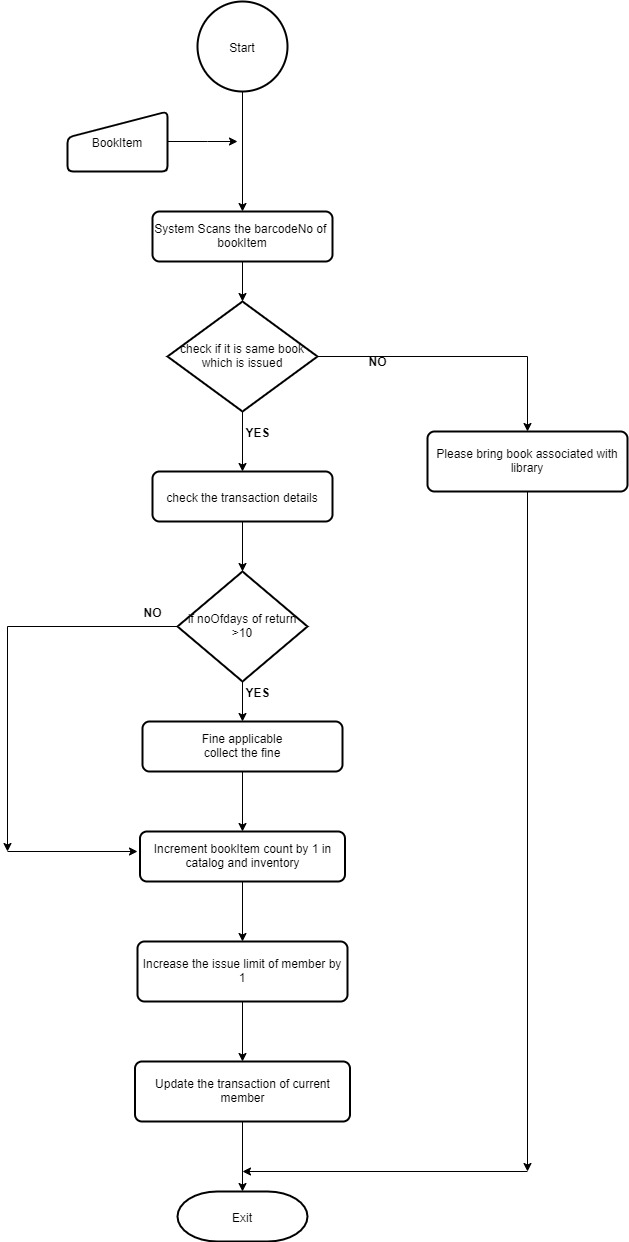 Start
BookItem
System Scans the barcodeNo of
bookItem
check if it is same book
which is issued
NO
YES
Please bring book associated with
library
check the transaction details
NO
if noOfdays of return
>10
YES
Fine applicable
collect the fine
Increment bookItem count by 1 in
catalog and inventory
Increase the issue limit of member by
1
Update the transaction of current
member
Exit